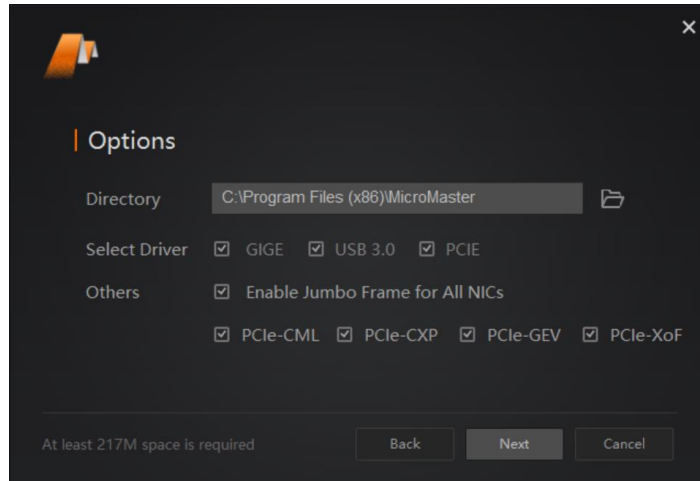 Options
Directory C:\Program Files (x86)\MicroMaster
Select Driver GIGE USB 3.0 PCIE
Others Enable Jumbo Frame for All NICs
PCIe-CML PCIe-CXP PCIe-GEV PCIe-XoF
At least 217M space is required Back Next Cancel